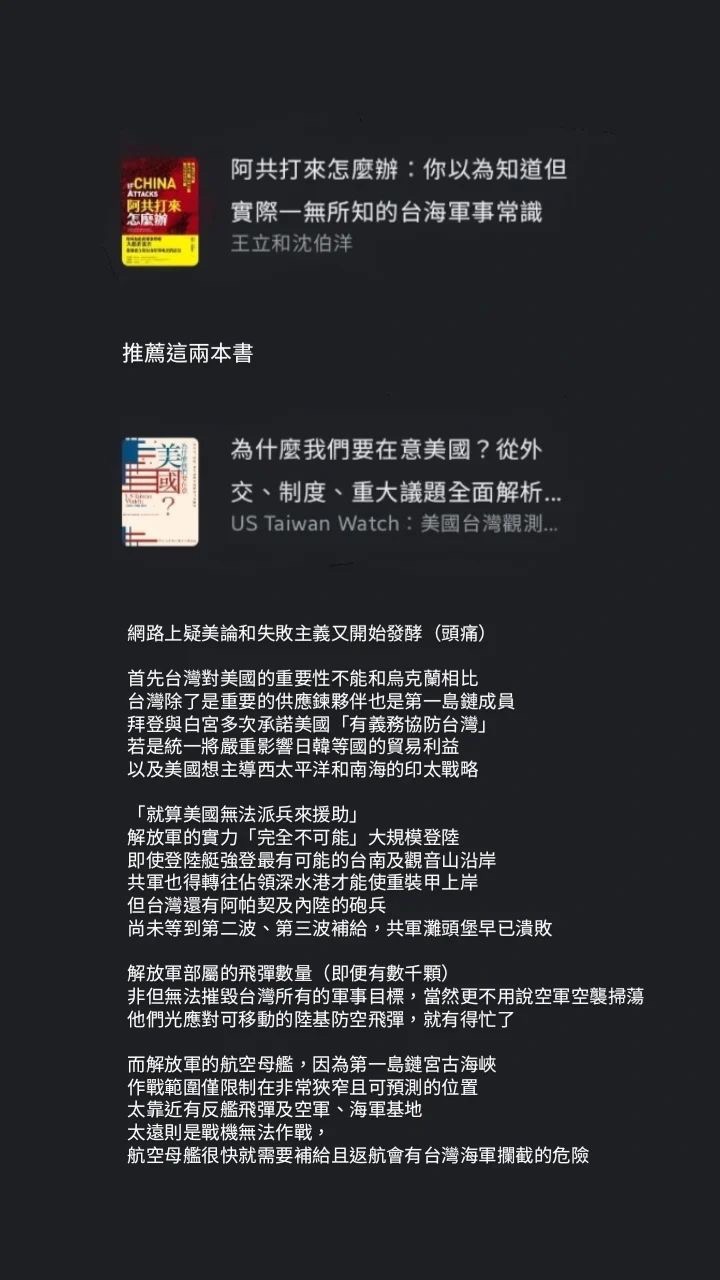 IF CHINA
ATTACKS
阿共打來
怎麼辦
阿共打來怎麼辦：你以為知道但
實際一無所知的台海軍事常識
王立和沈伯洋
推薦這兩本書
美
國
?
US Taiwan
Watch
為什麼我們要在意美國？從外
交、制度、重大議題全面解析...
US Taiwan Watch：美國台灣觀測...
網路上疑美論和失敗主義又開始發酵（頭痛）
首先台灣對美國的重要性不能和烏克蘭相比
台灣除了是重要的供應鍊夥伴也是第一島鏈成員
拜登與白宮多次承諾美國「有義務協防台灣」
若是統一將嚴重影響日韓等國的貿易利益
以及美國想主導西太平洋和南海的印太戰略
「就算美國無法派兵來援助」
解放軍的實力「完全不可能」大規模登陸
即使登陸艇強登最有可能的台南及觀音山沿岸
共軍也得轉往佔領深水港才能使重裝甲上岸
但台灣還有阿帕契及內陸的砲兵
尚未等到第二波、第三波補給，共軍灘頭堡早已潰敗
解放軍部屬的飛彈數量（即便有數千顆）
非但無法摧毀台灣所有的軍事目標，當然更不用說空軍空襲掃蕩
他們光應對可移動的陸基防空飛彈，就有得忙了
而解放軍的航空母艦，因為第一島鏈宮古海峽
作戰範圍僅限制在非常狹窄且可預測的位置
太靠近有反艦飛彈及空軍、海軍基地
太遠則是戰機無法作戰，
航空母艦很快就需要補給且返航會有台灣海軍攔截的危險